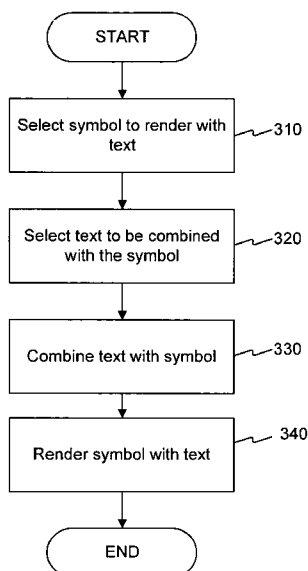 START
Select symbol to render with
text
310
Select text to be combined
with the symbol
320
Combine text with symbol
330
Render symbol with text
340
END